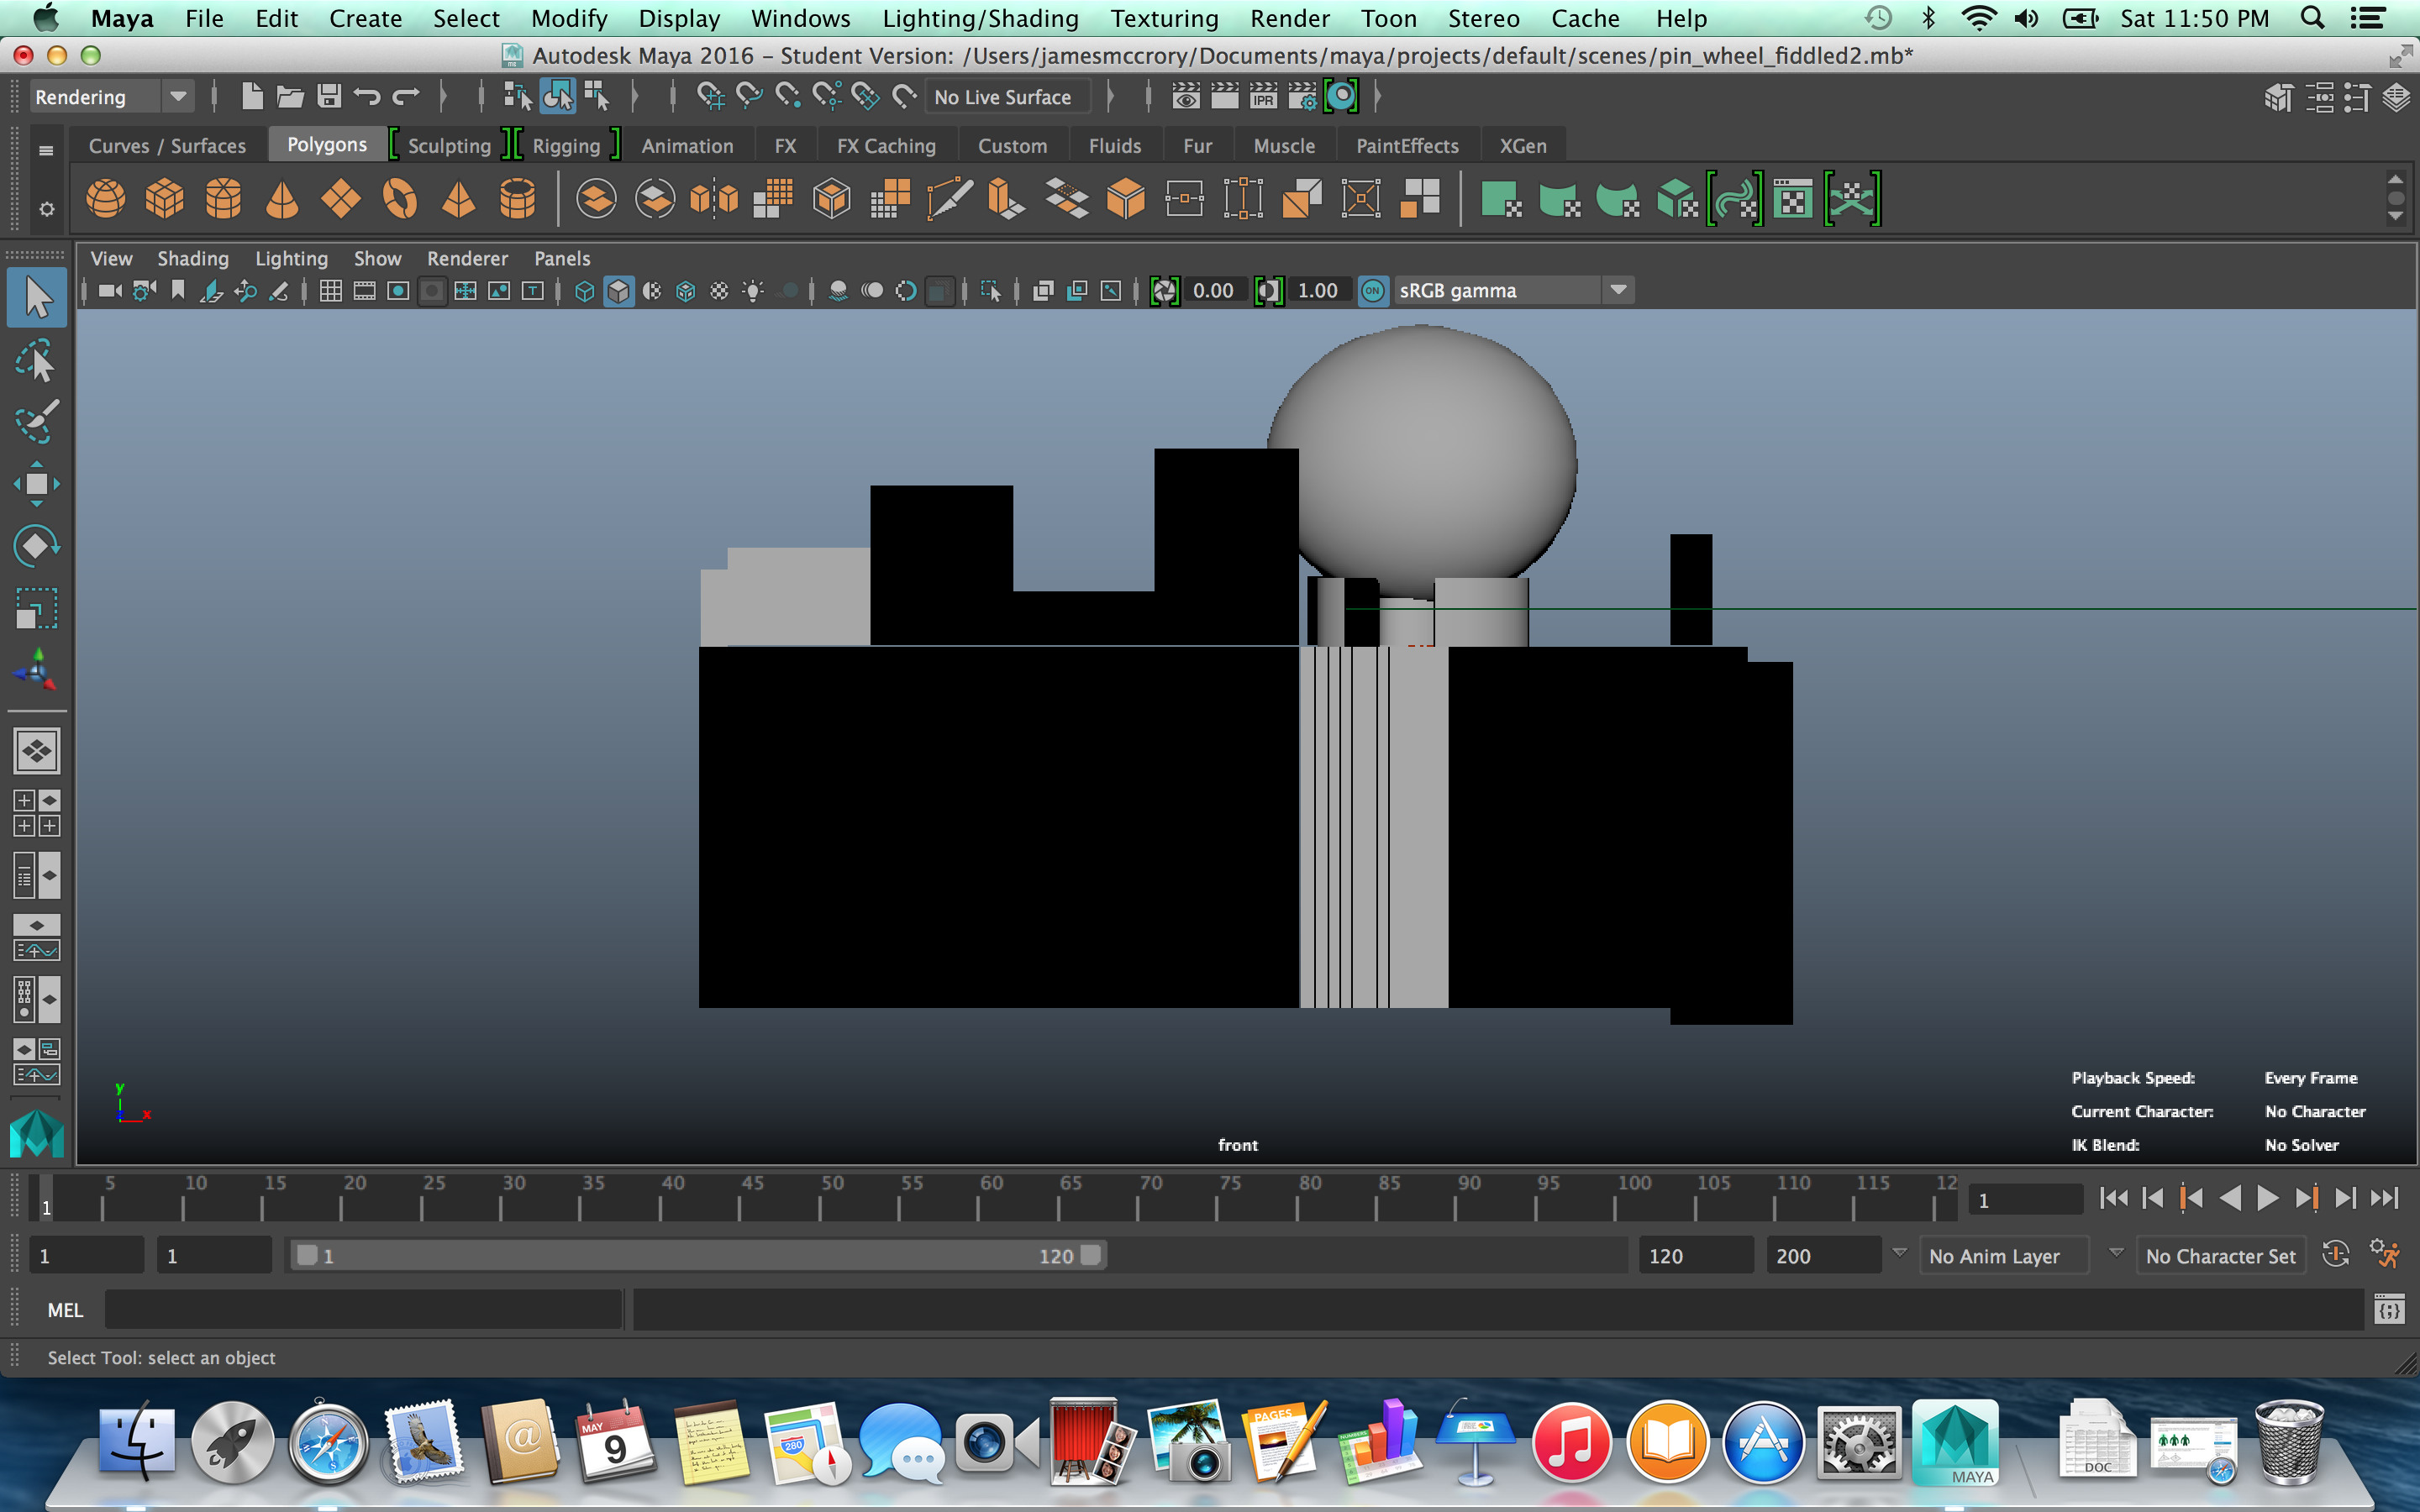 Maya File Edit Create Select Modify Display Windows Lighting/Shading Texturing Render Toon Stereo Cache Help Sat 11:50 PM
Autodesk Maya 2016 – Student Version: /Users/jamesmccrory/Documents/maya/projects/default/scenes/pin_wheel_fiddled2.mb*
Rendering No Live Surface IPR
Curves / Surfaces Polygons Sculpting Rigging Animation FX FX Caching Custom Fluids Fur Muscle PaintEffects XGen
View Shading Lighting Show Renderer Panels
0.00 1.00 ON sRGB gamma
y
z x
Playback Speed: Every Frame
Current Character: No Character
front IK Blend: No Solver
5 10 15 20 25 30 35 40 45 50 55 60 65 70 75 80 85 90 95 100 105 110 115 12
1 1
1 1 1 120 120 200 No Anim Layer No Character Set
MEL
Select Tool: select an object
MAY
9
280
PAGES
NUMBERS
DOC
MAYA